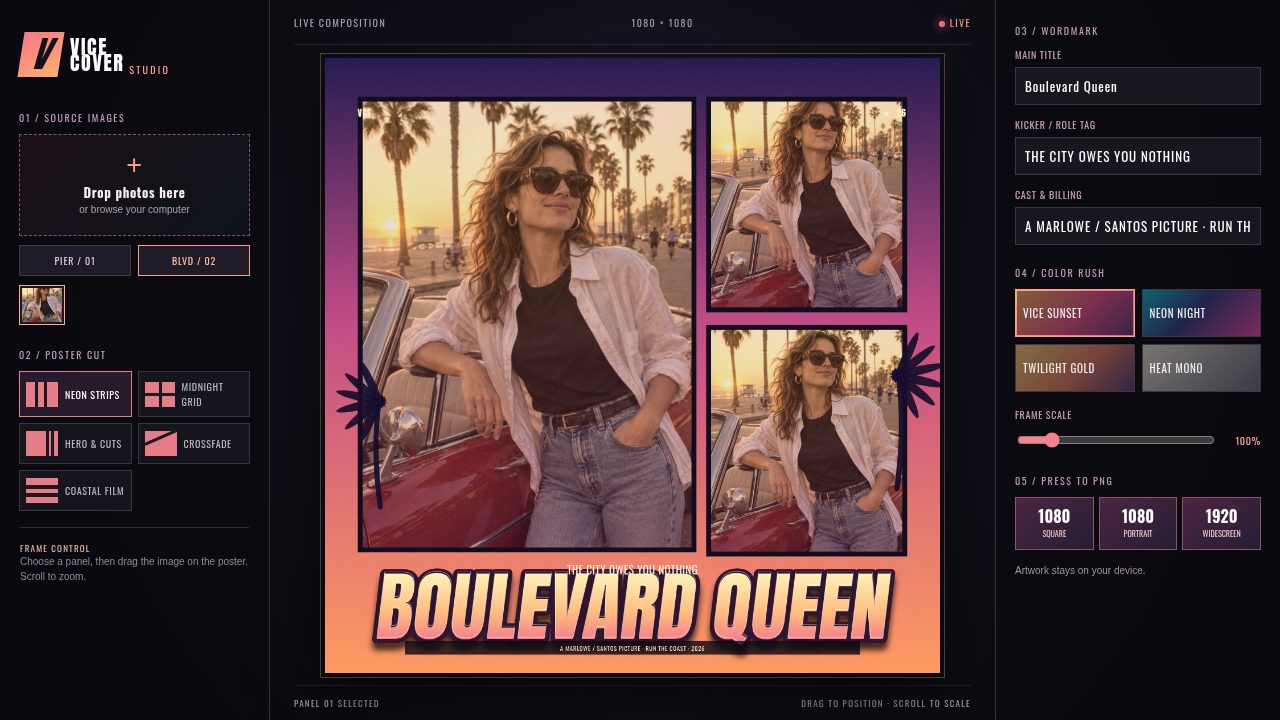 V
VICE
COVER
STUDIO
01 / SOURCE IMAGES
+
Drop photos here
or browse your computer
PIER / 01
BLVD / 02
02 / POSTER CUT
NEON STRIPS
MIDNIGHT
GRID
HERO & CUTS
CROSSFADE
COASTAL FILM
FRAME CONTROL
Choose a panel, then drag the image on the poster.
Scroll to zoom.
LIVE COMPOSITION
1080 × 1080
LIVE
THE CITY OWES YOU NOTHING
BOULEVARD QUEEN
A MARLOWE / SANTOS PICTURE · RUN THE COAST · 2026
PANEL 01 SELECTED
DRAG TO POSITION · SCROLL TO SCALE
03 / WORDMARK
MAIN TITLE
Boulevard Queen
KICKER / ROLE TAG
THE CITY OWES YOU NOTHING
CAST & BILLING
A MARLOWE / SANTOS PICTURE · RUN TH
04 / COLOR RUSH
VICE SUNSET
NEON NIGHT
TWILIGHT GOLD
HEAT MONO
FRAME SCALE
100%
05 / PRESS TO PNG
1080
SQUARE
1080
PORTRAIT
1920
WIDESCREEN
Artwork stays on your device.